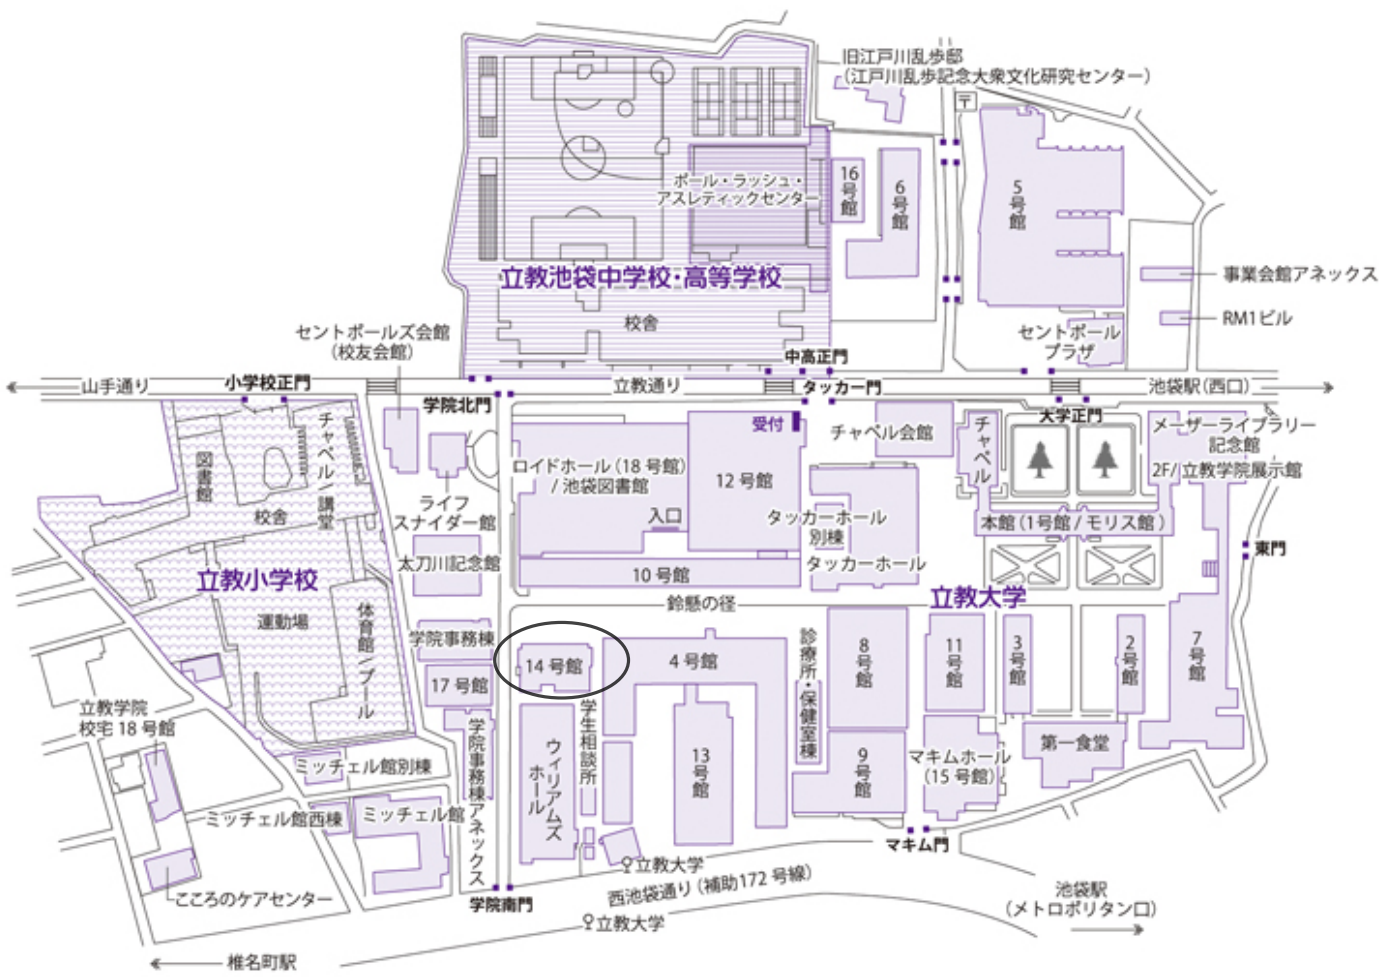 旧江戸川乱歩邸
(江戸川乱歩記念大衆文化研究センター)
〒
ポール・ラッシュ・
アスレティックセンター
16号館
6号館
5号館
立教池袋中学校・高等学校
校舎
事業会館アネックス
RM1ビル
セントポール
プラザ
セントポールズ会館
(校友会館)
中高正門
山手通り
小学校正門
立教通り
タッカー門
池袋駅(西口)
学院北門
大学正門
受付
チャペル会館
チャペル
メーザーライブラリー
記念館
2F/立教学院展示館
図書館
チャペル/講堂
校舎
ライフ
スナイダー館
ロイドホール(18号館)
/池袋図書館
入口
12号館
タッカーホール
別棟
タッカーホール
本館(1号館/モリス館)
東門
太刀川記念館
10号館
立教小学校
鈴懸の径
立教大学
運動場
体育館/プール
学院事務棟
14号館
4号館
診療所・保健室棟
8号館
11号館
3号館
2号館
7号館
17号館
立教学院
校宅18号館
学院事務棟アネックス
ウィリアムズ
ホール
学生相談所
13号館
9号館
マキムホール
(15号館)
第一食堂
ミッチェル館別棟
ミッチェル館西棟
ミッチェル館
マキム門
こころのケアセンター
学院南門
立教大学
西池袋通り(補助172号線)
立教大学
池袋駅
(メトロポリタン口)
椎名町駅